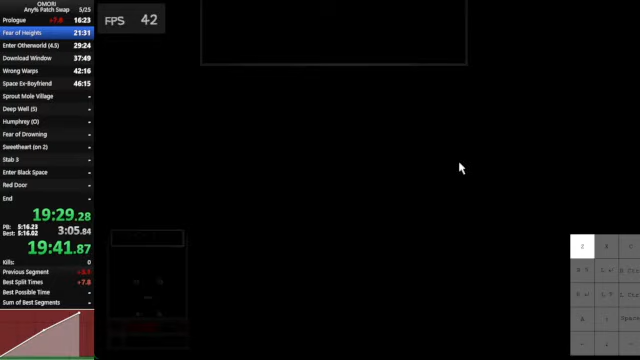 OMORI
Any% Patch Swap 5/25
Prologue +7.8 16:23
Fear of Heights 21:31
Enter Otherworld (4.5) 29:24
Download Window 37:49
Wrong Warps 42:16
Space Ex-Boyfriend 46:15
Sprout Mole Village -
Deep Well (S) -
Humphrey (O) -
Fear of Drowning -
Sweetheart (on 2) -
Stab 3 -
Enter Black Space -
Red Door -
End -
19:29.28
PB: 5:16.23
Best: 5:16.02
3:05.84
19:41.87
Kills: 0
Previous Segment
Best Split Times +7.8
Best Possible Time -
Sum of Best Segments -
FPS 42
Z X C
R Ctr
L Ctr
A Space